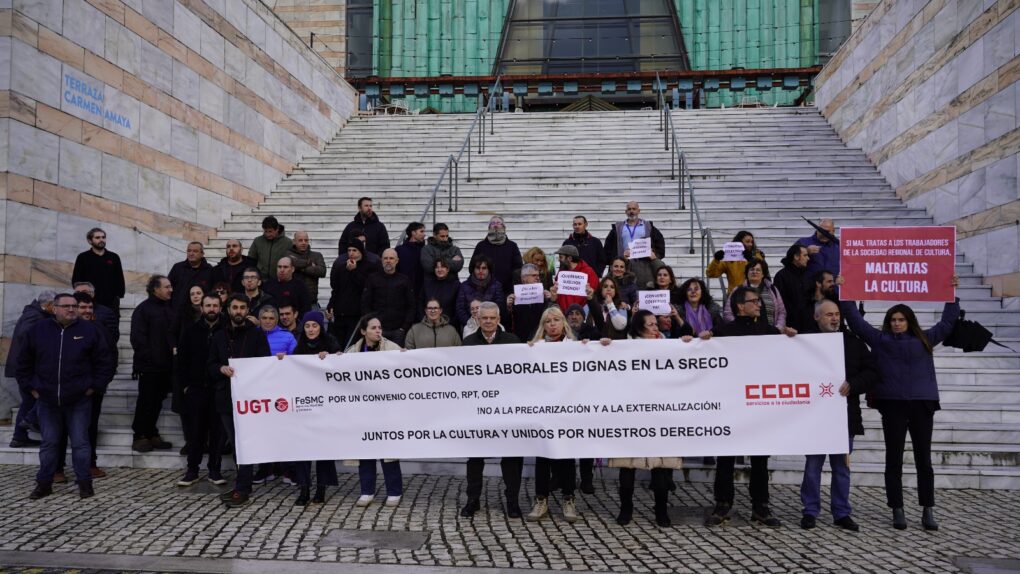 TERRAZA
CARMEN AMAYA
SI MAL TRATAS A LOS TRABAJADORES
DE LA SOCIEDAD REGIONAL DE CULTURA,
MALTRATAS
LA CULTURA
QUEREMOS
CONVENIO
POR UNAS CONDICIONES LABORALES DIGNAS EN LA SRECD
UGT FeSMC POR UN CONVENIO COLECTIVO, RPT, OEP
CCOO
servicios a la ciudadanía
!NO A LA PRECARIZACIÓN Y A LA EXTERNALIZACIÓN!
JUNTOS POR LA CULTURA Y UNIDOS POR NUESTROS DERECHOS